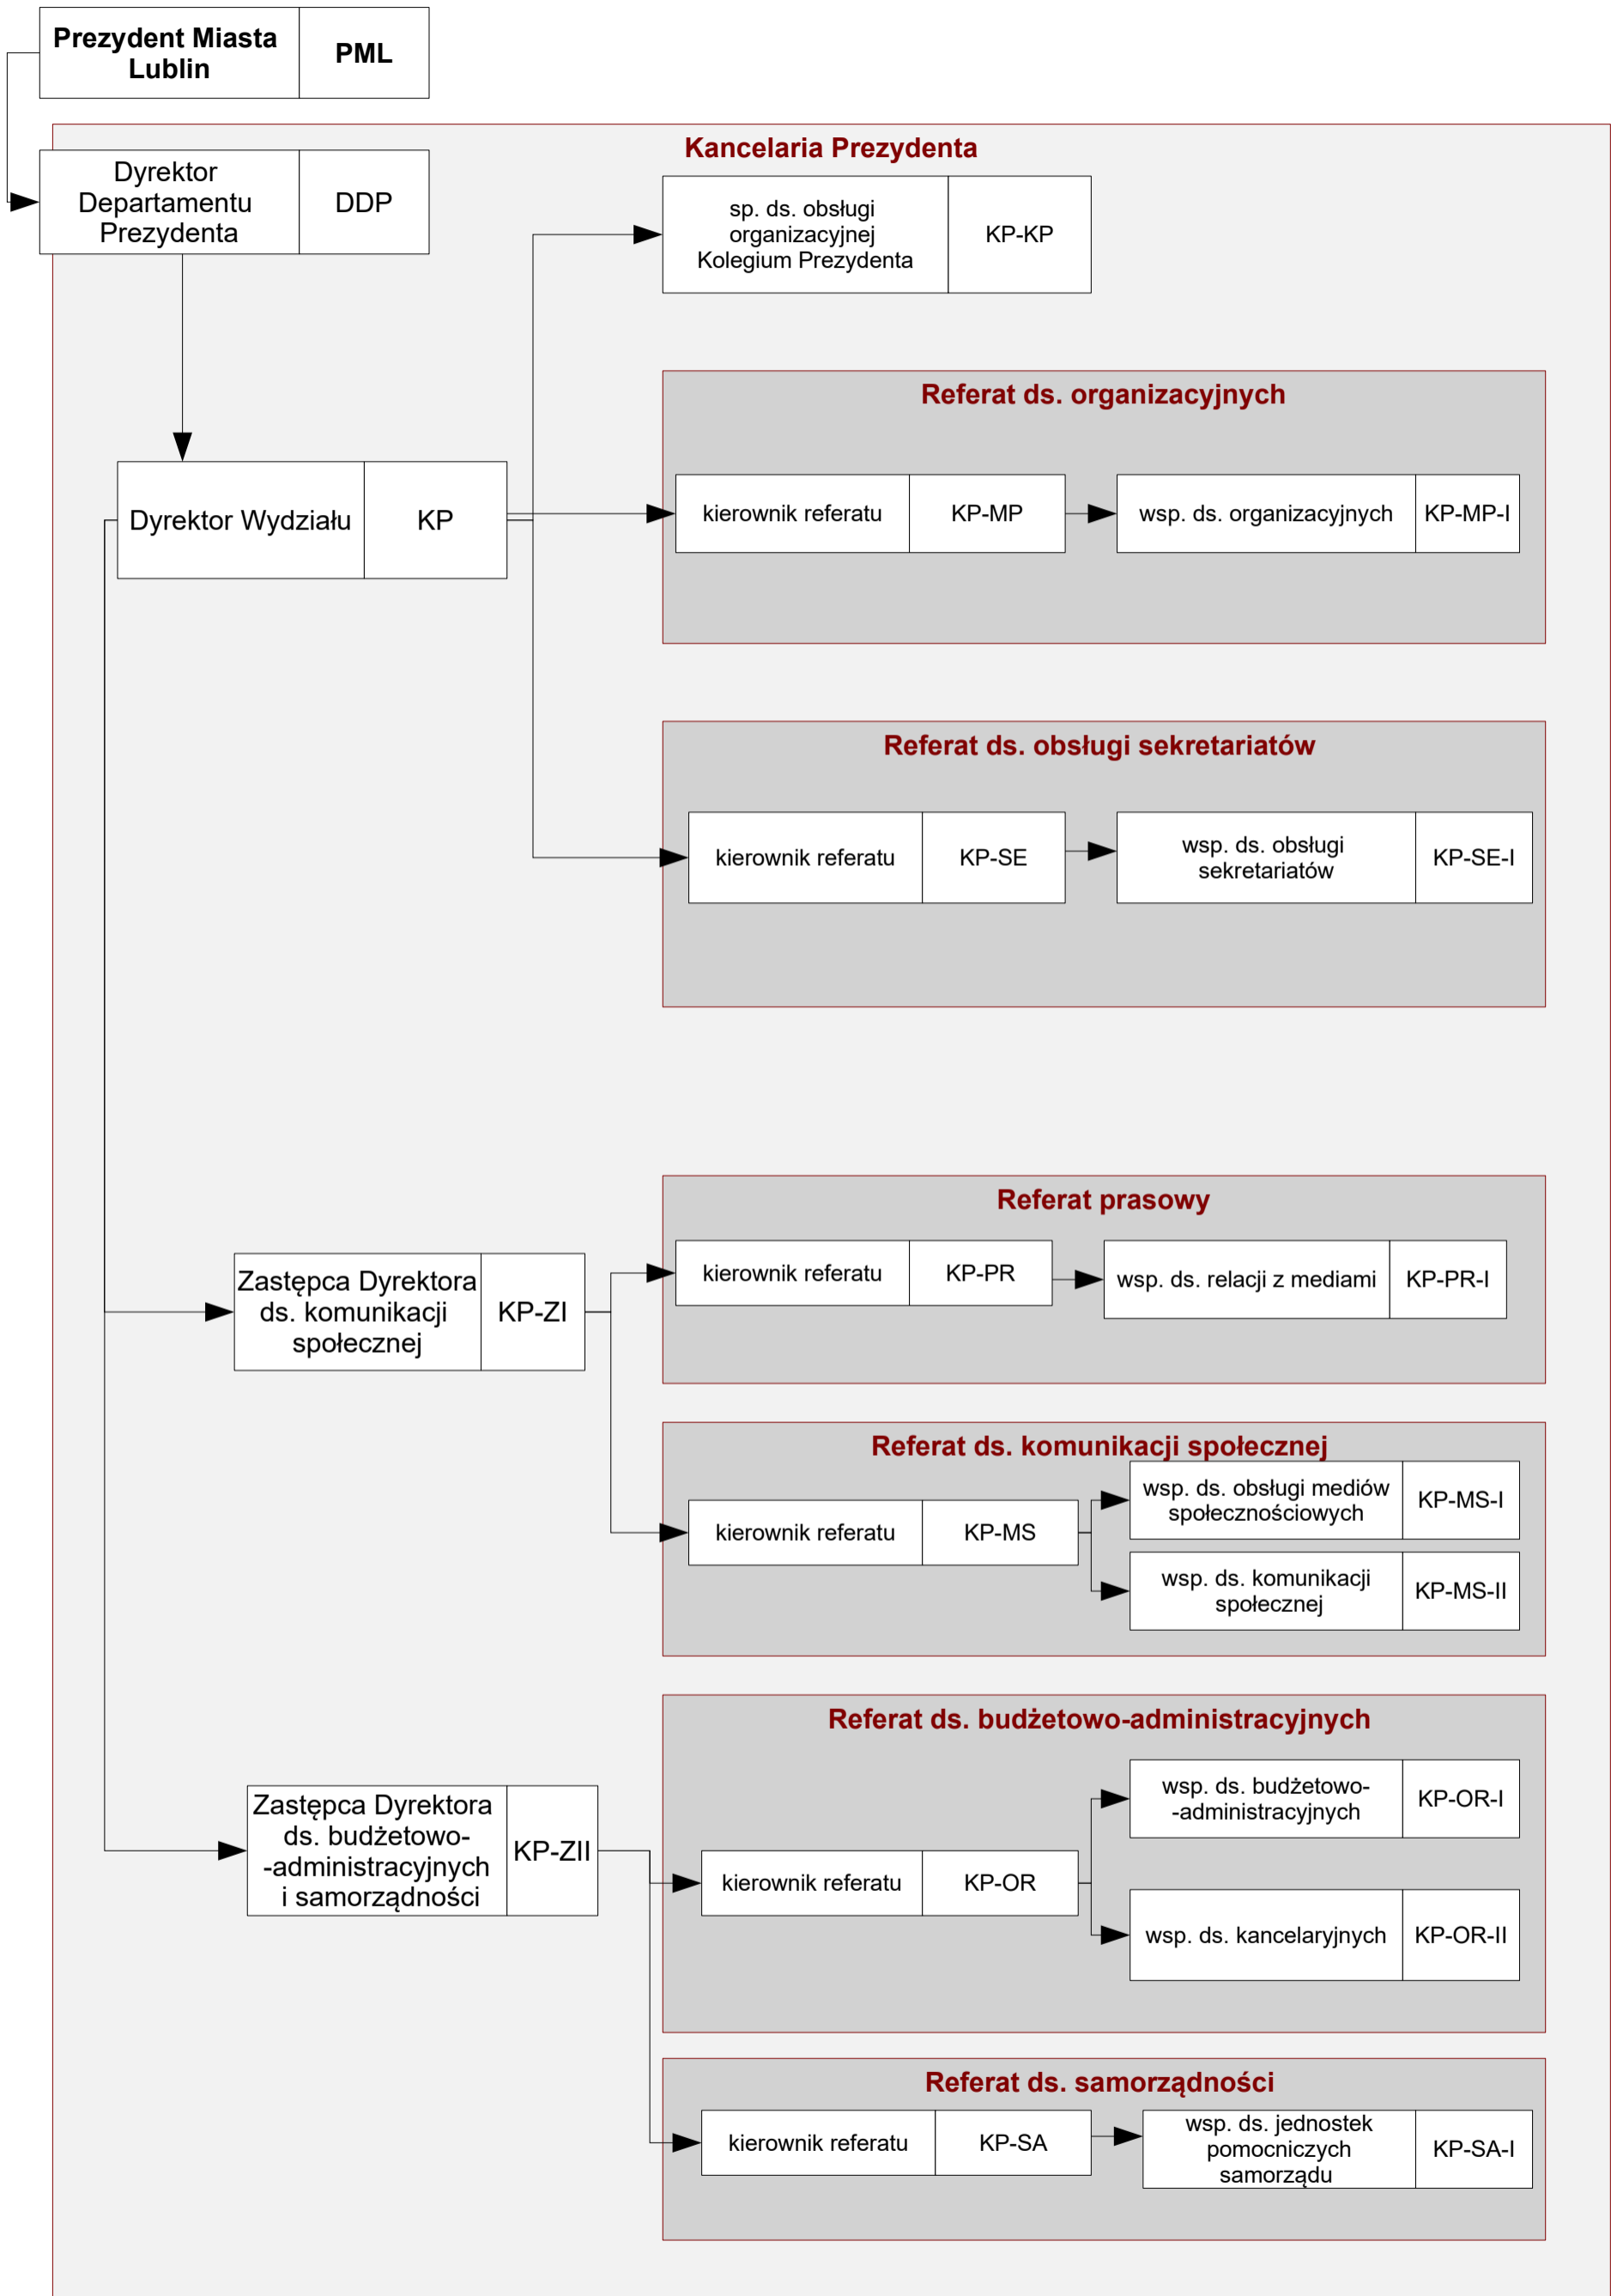 Prezydent Miasta
Lublin
PML
Kancelaria Prezydenta
Dyrektor
Departamentu
Prezydenta
DDP
sp. ds. obsługi
organizacyjnej
Kolegium Prezydenta
KP-KP
Referat ds. organizacyjnych
Dyrektor Wydziału
KP
kierownik referatu
KP-MP
wsp. ds. organizacyjnych
KP-MP-I
Referat ds. obsługi sekretariatów
kierownik referatu
KP-SE
wsp. ds. obsługi
sekretariatów
KP-SE-I
Referat prasowy
Zastępca Dyrektora
ds. komunikacji
społecznej
KP-ZI
kierownik referatu
KP-PR
wsp. ds. relacji z mediami
KP-PR-I
Referat ds. komunikacji społecznej
kierownik referatu
KP-MS
wsp. ds. obsługi mediów
społecznościowych
KP-MS-I
wsp. ds. komunikacji
społecznej
KP-MS-II
Referat ds. budżetowo-administracyjnych
Zastępca Dyrektora
ds. budżetowo-
-administracyjnych
i samorządności
KP-ZII
kierownik referatu
KP-OR
wsp. ds. budżetowo-
-administracyjnych
KP-OR-I
wsp. ds. kancelaryjnych
KP-OR-II
Referat ds. samorządności
kierownik referatu
KP-SA
wsp. ds. jednostek
pomocniczych
samorządu
KP-SA-I